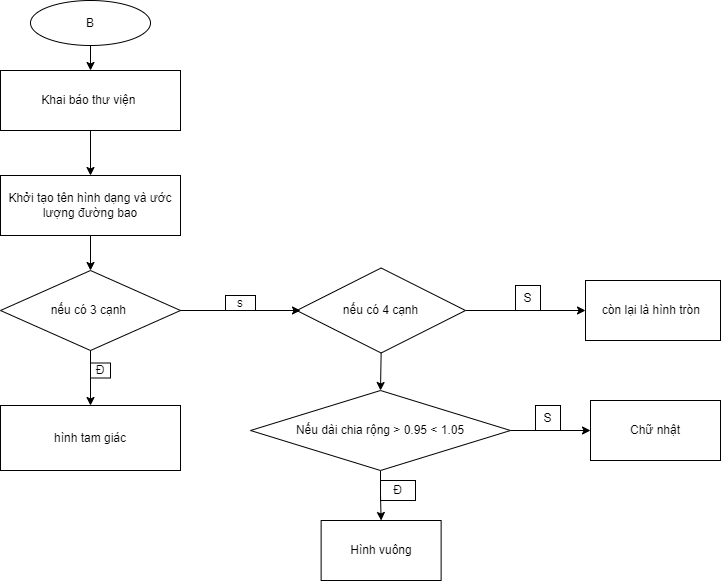 B
Khai báo thư viện
Khởi tạo tên hình dạng và ước
lượng đường bao
nếu có 3 cạnh
s
nếu có 4 cạnh
S
còn lại là hình tròn
Đ
hình tam giác
Nếu dài chia rộng > 0.95 < 1.05
S
Chữ nhật
Đ
Hình vuông